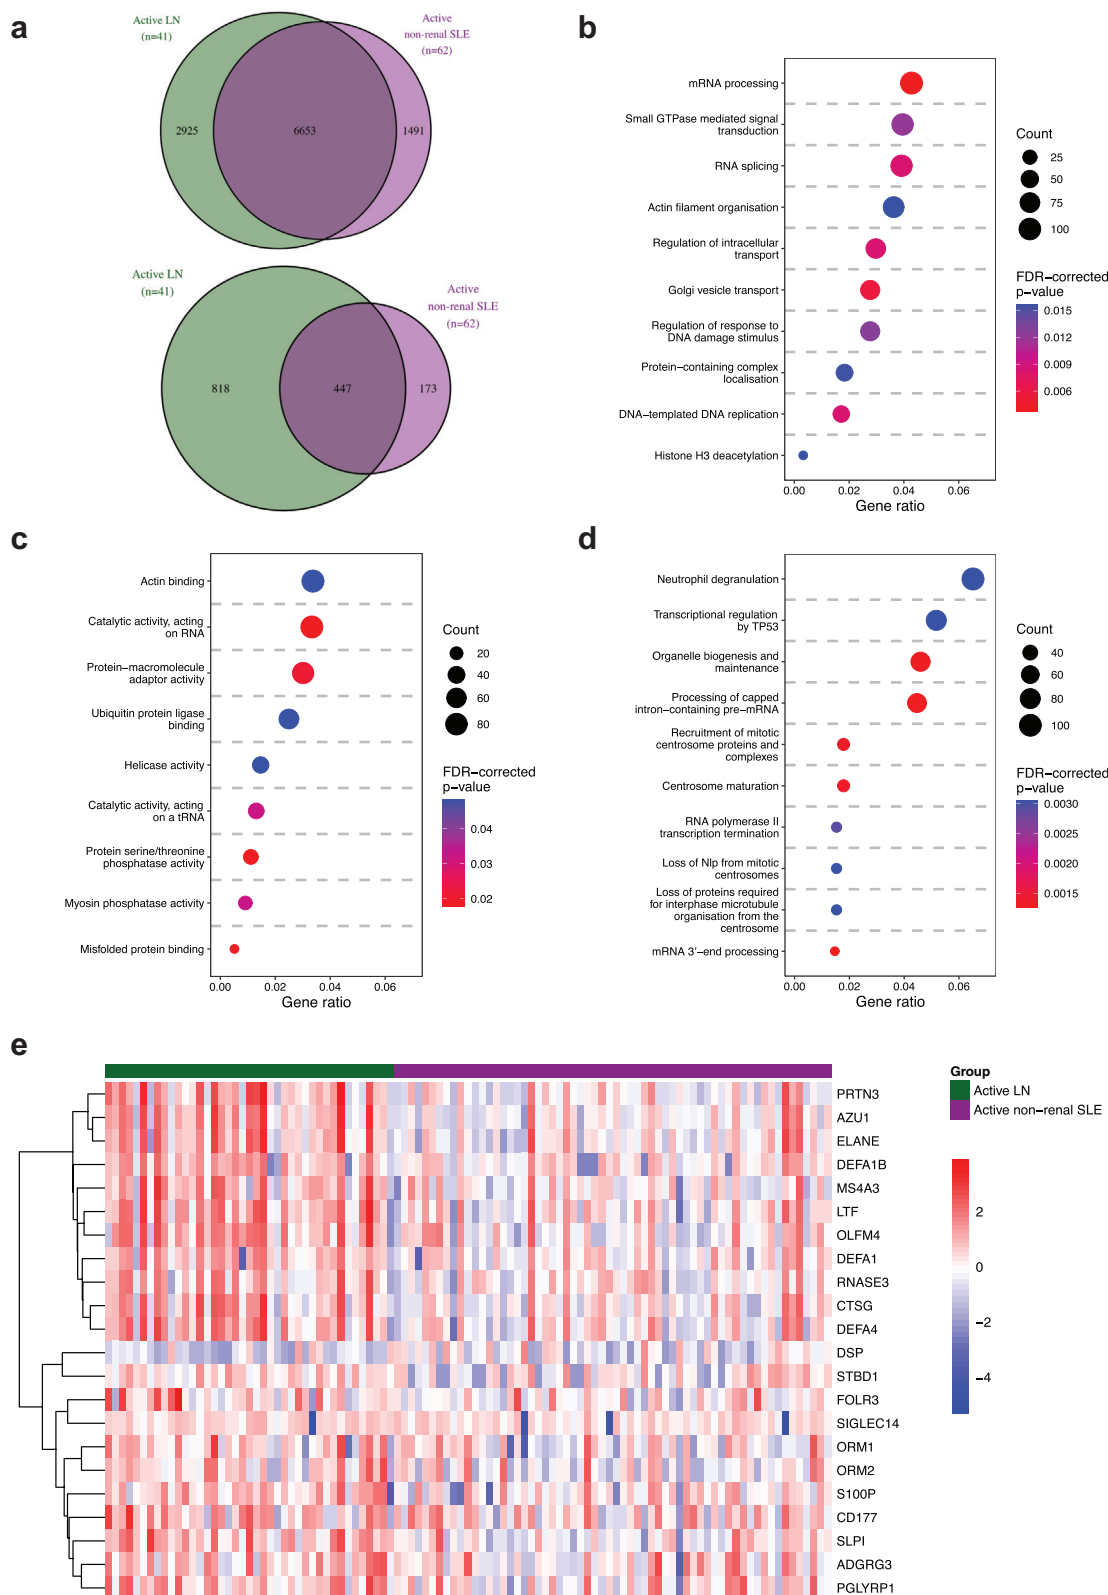 a
Active LN
(n=41)
Active
non-renal SLE
(n=62)
2925
6653
1491
Active LN
(n=41)
Active
non-renal SLE
(n=62)
818
447
173
b
mRNA processing
Small GTPase mediated signal
transduction
RNA splicing
Actin filament organisation
Regulation of intracellular
transport
Golgi vesicle transport
Regulation of response to
DNA damage stimulus
Protein−containing complex
localisation
DNA−templated DNA replication
Histone H3 deacetylation
0.00
0.02
0.04
0.06
Gene ratio
Count
25
50
75
100
FDR−corrected
p−value
0.015
0.012
0.009
0.006
c
Actin binding
Catalytic activity, acting
on RNA
Protein−macromolecule
adaptor activity
Ubiquitin protein ligase
binding
Helicase activity
Catalytic activity, acting
on a tRNA
Protein serine/threonine
phosphatase activity
Myosin phosphatase activity
Misfolded protein binding
0.00
0.02
0.04
0.06
Gene ratio
Count
20
40
60
80
FDR−corrected
p−value
0.04
0.03
0.02
d
Neutrophil degranulation
Transcriptional regulation
by TP53
Organelle biogenesis and
maintenance
Processing of capped
intron−containing pre−mRNA
Recruitment of mitotic
centrosome proteins and
complexes
Centrosome maturation
RNA polymerase II
transcription termination
Loss of Nlp from mitotic
centrosomes
Loss of proteins required
for interphase microtubule
organisation from the
centrosome
mRNA 3'−end processing
0.00
0.02
0.04
0.06
Gene ratio
Count
40
60
80
100
FDR−corrected
p−value
0.0030
0.0025
0.0020
0.0015
e
PRTN3
AZU1
ELANE
DEFA1B
MS4A3
LTF
OLFM4
DEFA1
RNASE3
CTSG
DEFA4
DSP
STBD1
FOLR3
SIGLEC14
ORM1
ORM2
S100P
CD177
SLPI
ADGRG3
PGLYRP1
Group
Active LN
Active non−renal SLE
2
0
−2
−4